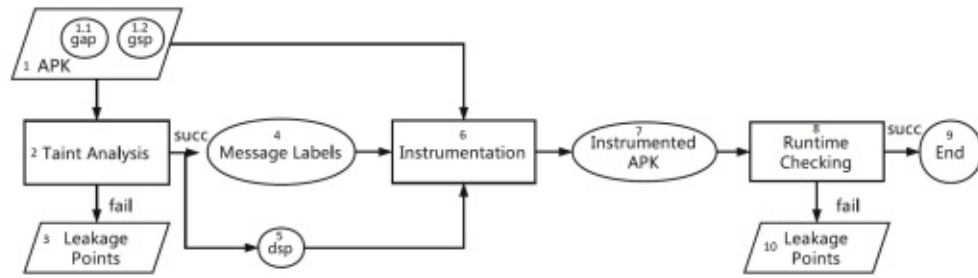 1.1
gap
1.2
gsp
1 APK
2 Taint Analysis
succ
4
Message Labels
6
Instrumentation
7
Instrumented
APK
8
Runtime
Checking
succ
9
End
fail
3 Leakage
Points
5
dsp
fail
10 Leakage
Points